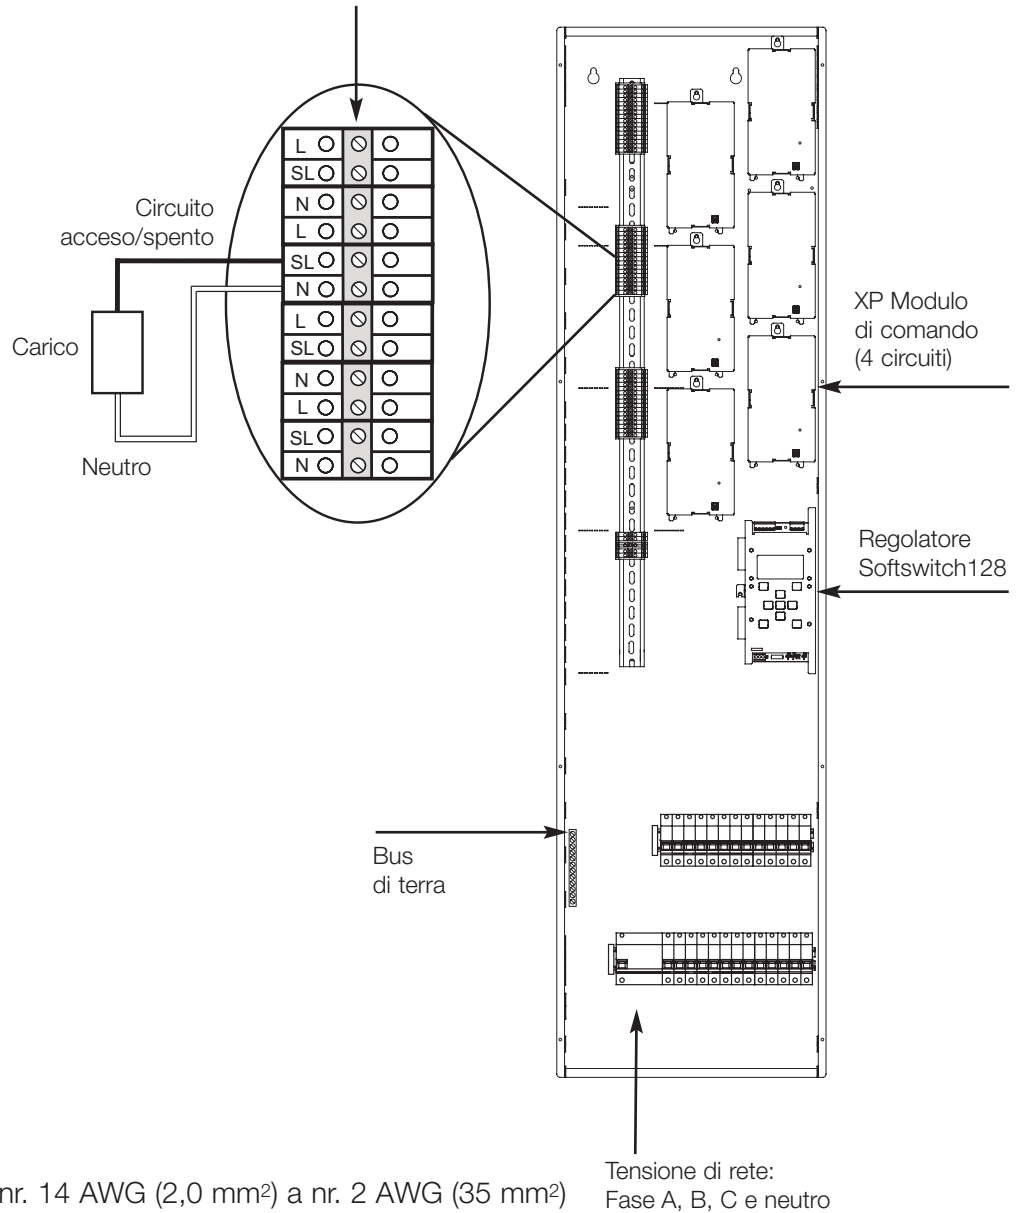 L
SL
N
L
SL
N
L
SL
N
L
SL
N
Circuito
acceso/spento
Carico
Neutro
XP Modulo
di comando
(4 circuiti)
Regolatore
Softswitch128
Bus
di terra
Tensione di rete:
Fase A, B, C e neutro
nr. 14 AWG (2,0 mm²) a nr. 2 AWG (35 mm²)